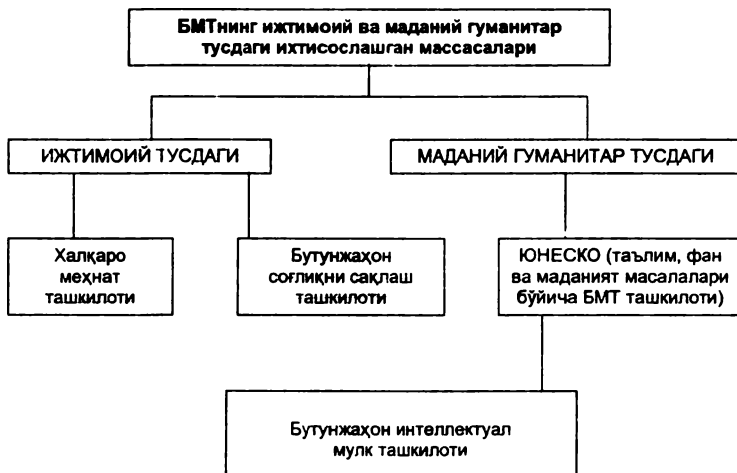 БМТнинг ижтимоий ва маданий гуманитар
тусдаги ихтисослашган массасалари
ИЖТИМОИЙ ТУСДАГИ
МАДАНИЙ ГУМАНИТАР ТУСДАГИ
Халқаро
меҳнат
ташкилоти
Бутунжаҳон
соғлиқни сақлаш
ташкилоти
ЮНЕСКО (таълим, фан
ва маданият масалалари
бўйича БМТ ташкилоти)
Бутунжаҳон интеллектуал
мулк ташкилоти